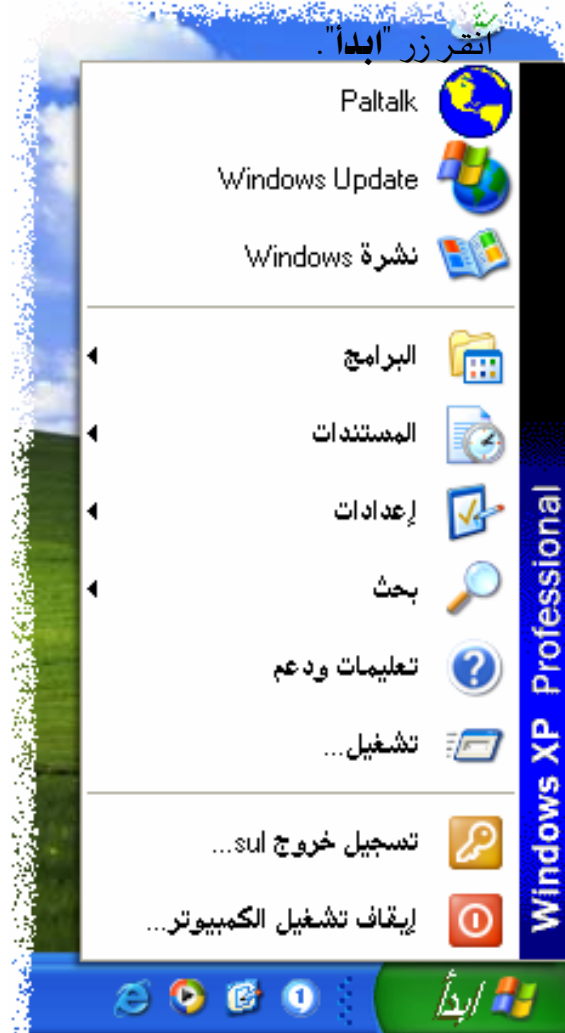 انقر زر "ابدأ".
Paltalk
Windows Update
نشرة Windows
البرامج
المستندات
إعدادات
بحث
تعليمات ودعم
تشغيل...
تسجيل خروج sul...
إيقاف تشغيل الكمبيوتر...
Windows XP Professional
ابدأ